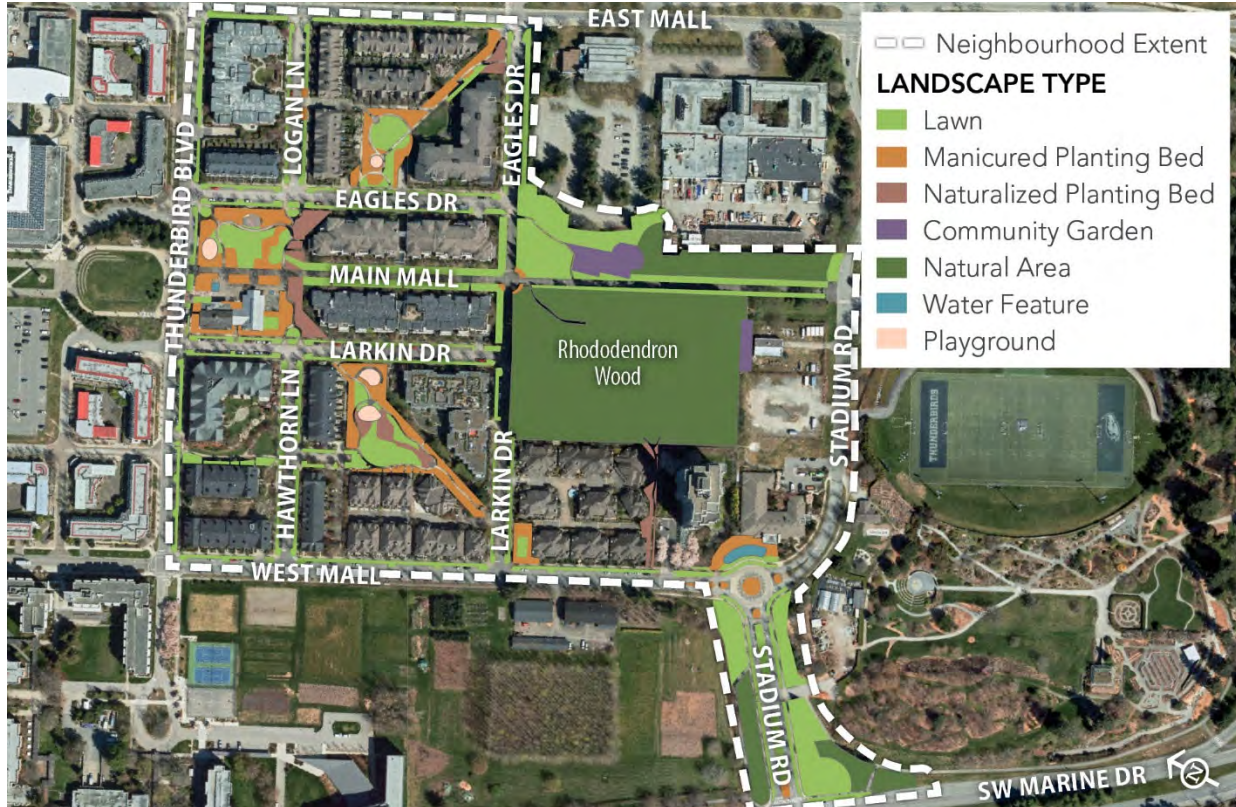 EAST MALL
Neighbourhood Extent
LANDSCAPE TYPE
Lawn
Manicured Planting Bed
Naturalized Planting Bed
Community Garden
Natural Area
Water Feature
Playground
THUNDERBIRD BLVD
LOGAN LN
EAGLES DR
EAGLES DR
MAIN MALL
LARKIN DR
Rhododendron
Wood
STADIUM RD
THUNDERBIRDS
HAWTHORN LN
LARKIN DR
WEST MALL
STADIUM RD
SW MARINE DR
N